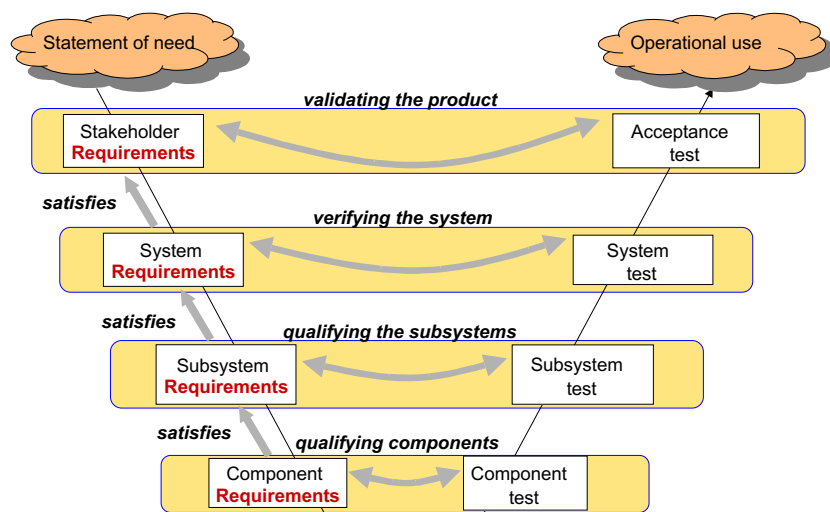 Statement of need
Operational use
validating the product
Stakeholder
Requirements
Acceptance
test
satisfies
verifying the system
System
Requirements
System
test
satisfies
qualifying the subsystems
Subsystem
Requirements
Subsystem
test
satisfies
qualifying components
Component
Requirements
Component
test